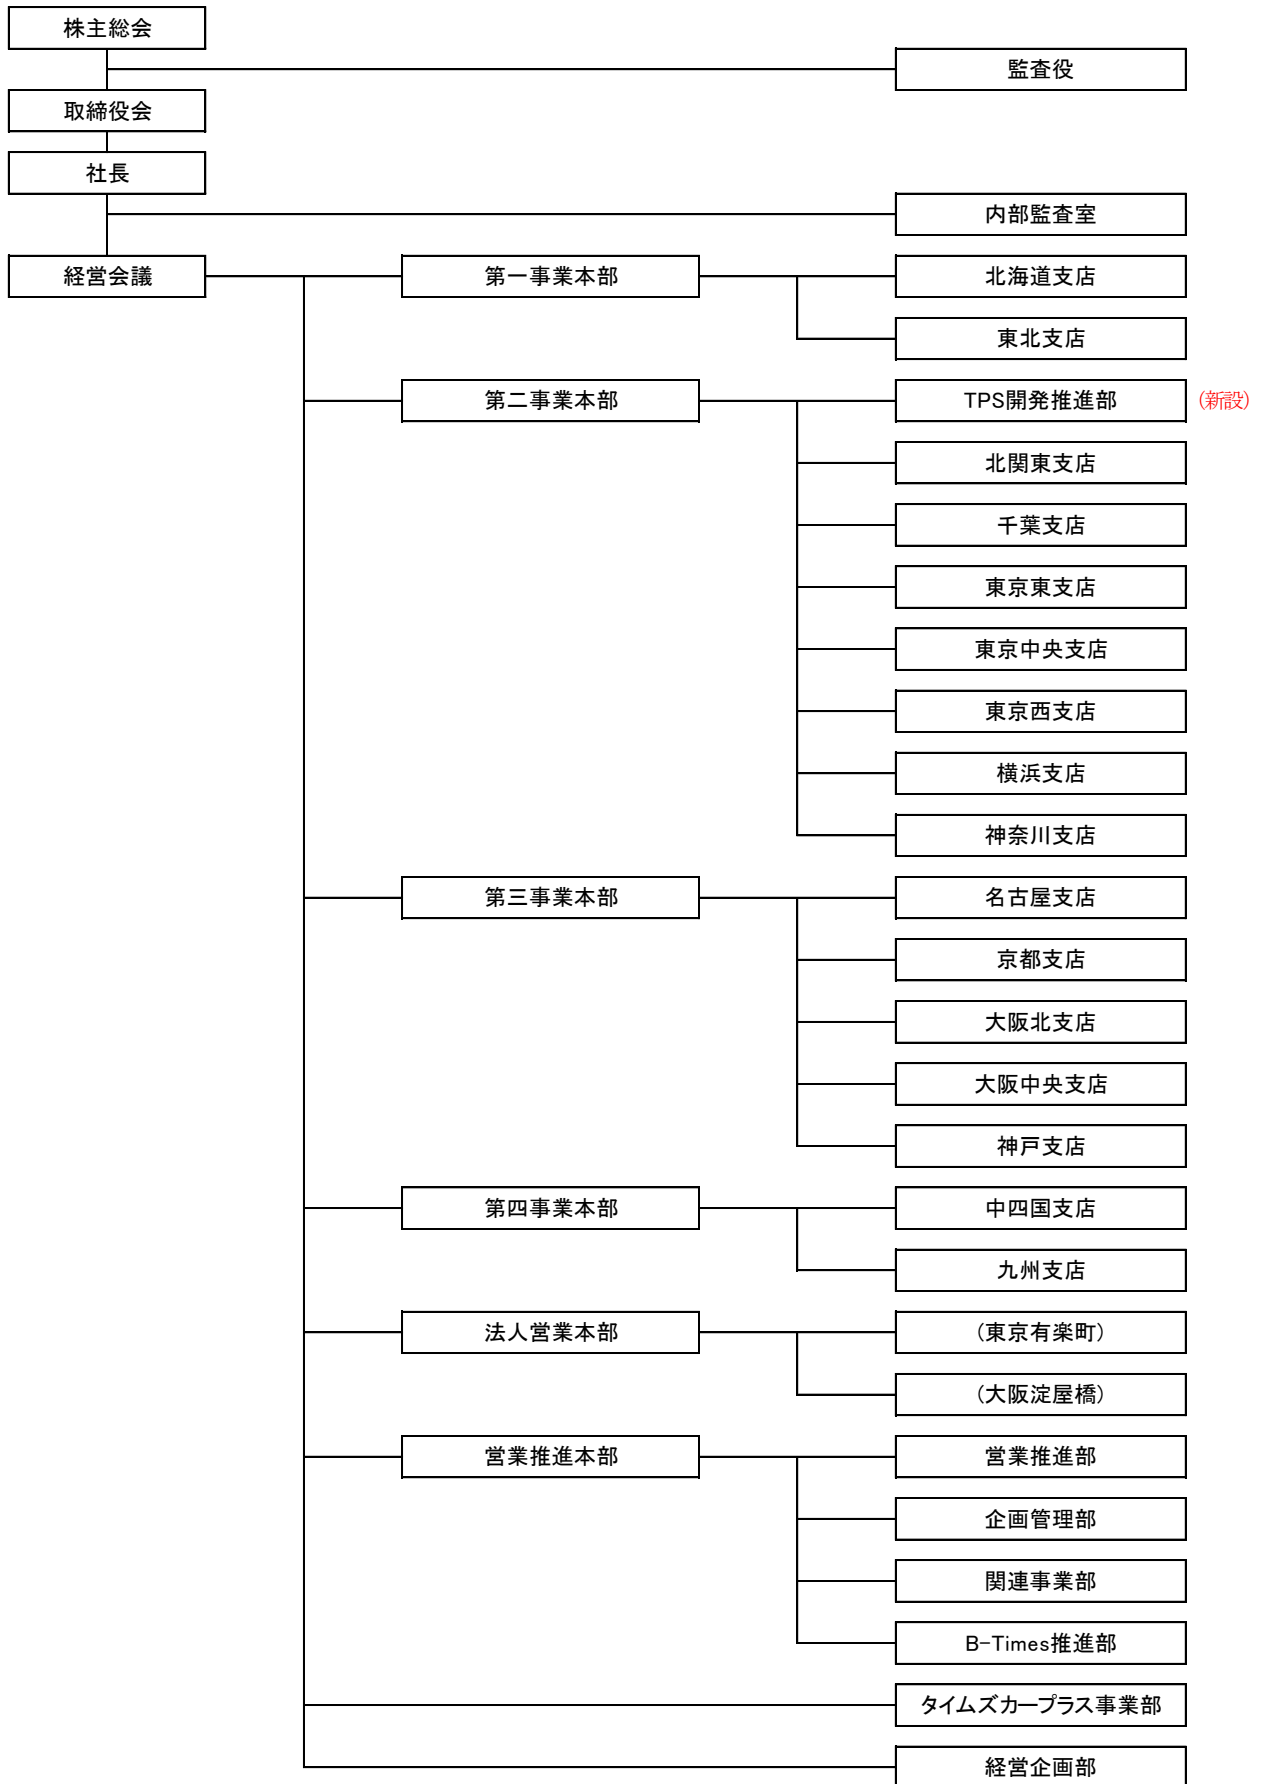 株主総会
監査役
取締役会
社長
内部監査室
経営会議
第一事業本部
北海道支店
東北支店
第二事業本部
TPS開発推進部
(新設)
北関東支店
千葉支店
東京東支店
東京中央支店
東京西支店
横浜支店
神奈川支店
第三事業本部
名古屋支店
京都支店
大阪北支店
大阪中央支店
神戸支店
第四事業本部
中四国支店
九州支店
法人営業本部
(東京有楽町)
(大阪淀屋橋)
営業推進本部
営業推進部
企画管理部
関連事業部
B-Times推進部
タイムズカープラス事業部
経営企画部